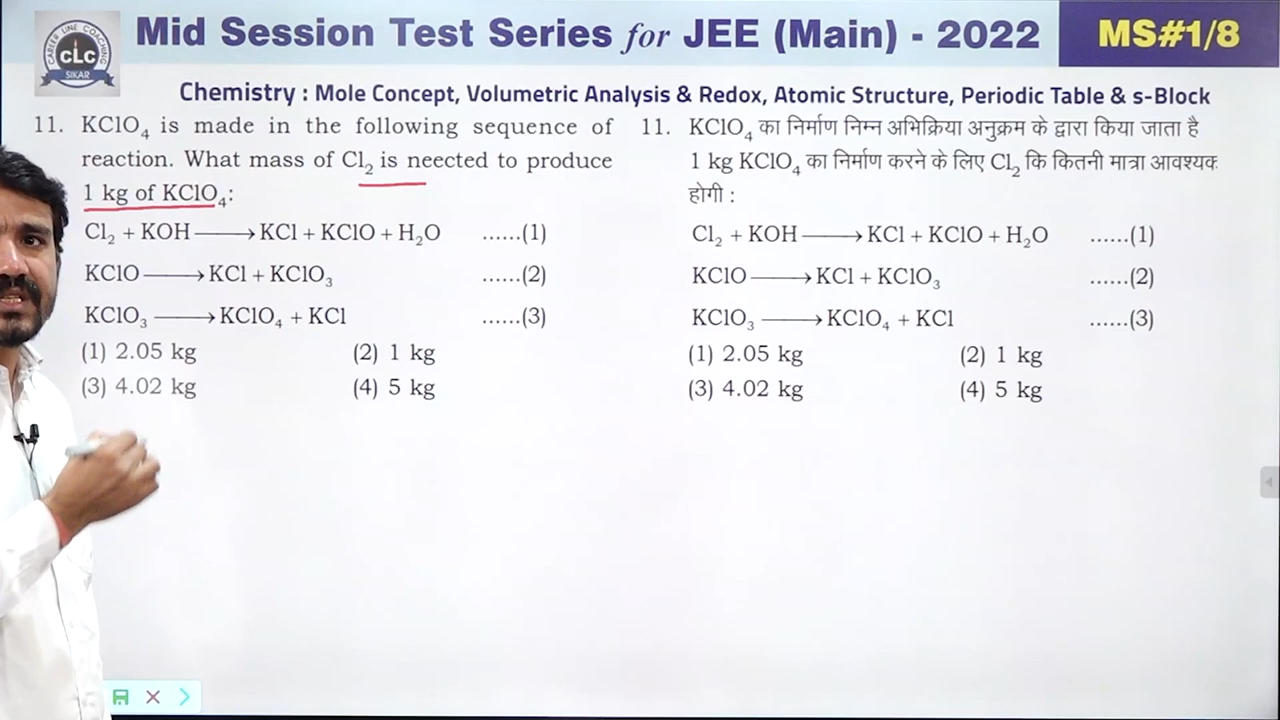 Mid Session Test Series for JEE (Main) - 2022
MS#1/8
CAREER LINE COACHING
CLC
SIKAR
Chemistry : Mole Concept, Volumetric Analysis & Redox, Atomic Structure, Periodic Table & s-Block
11. KClO₄ is made in the following sequence of
reaction. What mass of Cl₂ is neected to produce
1 kg of KClO₄:
Cl₂ + KOH ⟶ KCl + KClO + H₂O ......(1)
KClO ⟶ KCl + KClO₃ ......(2)
KClO₃ ⟶ KClO₄ + KCl ......(3)
(1) 2.05 kg (2) 1 kg
(3) 4.02 kg (4) 5 kg
11. KClO₄ का निर्माण निम्न अभिक्रिया अनुक्रम के द्वारा किया जाता है
1 kg KClO₄ का निर्माण करने के लिए Cl₂ कि कितनी मात्रा आवश्यक
होगी :
Cl₂ + KOH ⟶ KCl + KClO + H₂O ......(1)
KClO ⟶ KCl + KClO₃ ......(2)
KClO₃ ⟶ KClO₄ + KCl ......(3)
(1) 2.05 kg (2) 1 kg
(3) 4.02 kg (4) 5 kg